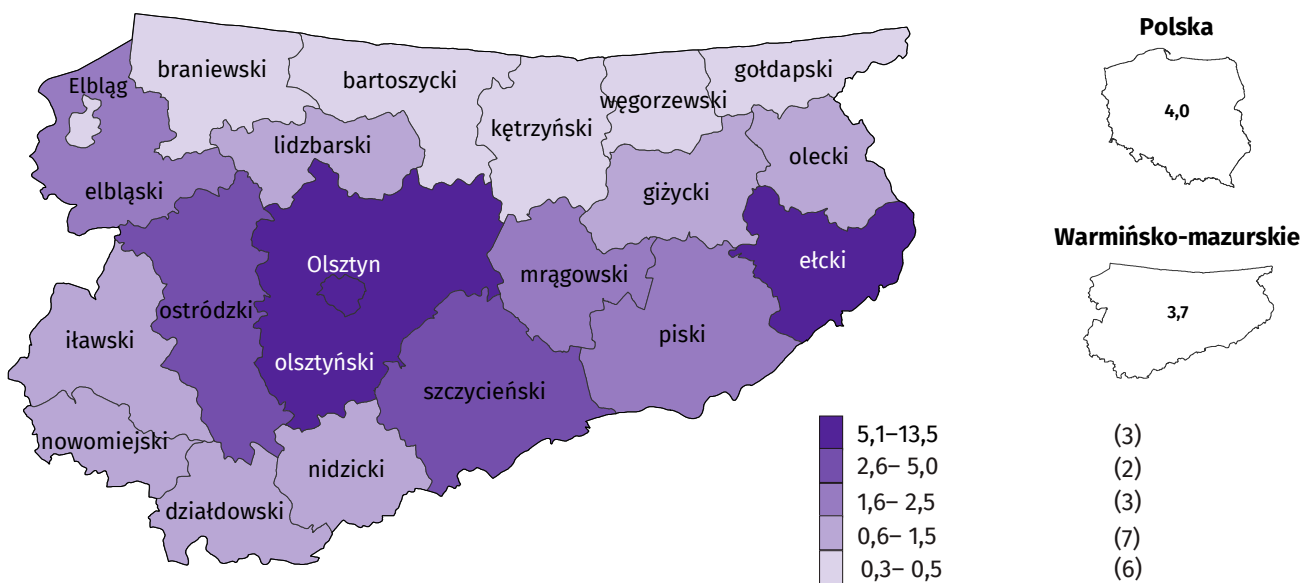 Polska
4,0
Warmińsko-mazurskie
3,7
braniewski
bartoszycki
gołdapski
Elbląg
węgorzewski
kętrzyński
lidzbarski
olecki
elbląski
giżycki
Olsztyn
mrągowski
ełcki
ostródzki
iławski
piski
olsztyński
szczycieński
nowomiejski
nidzicki
działdowski
5,1–13,5 (3)
2,6– 5,0 (2)
1,6– 2,5 (3)
0,6– 1,5 (7)
0,3– 0,5 (6)